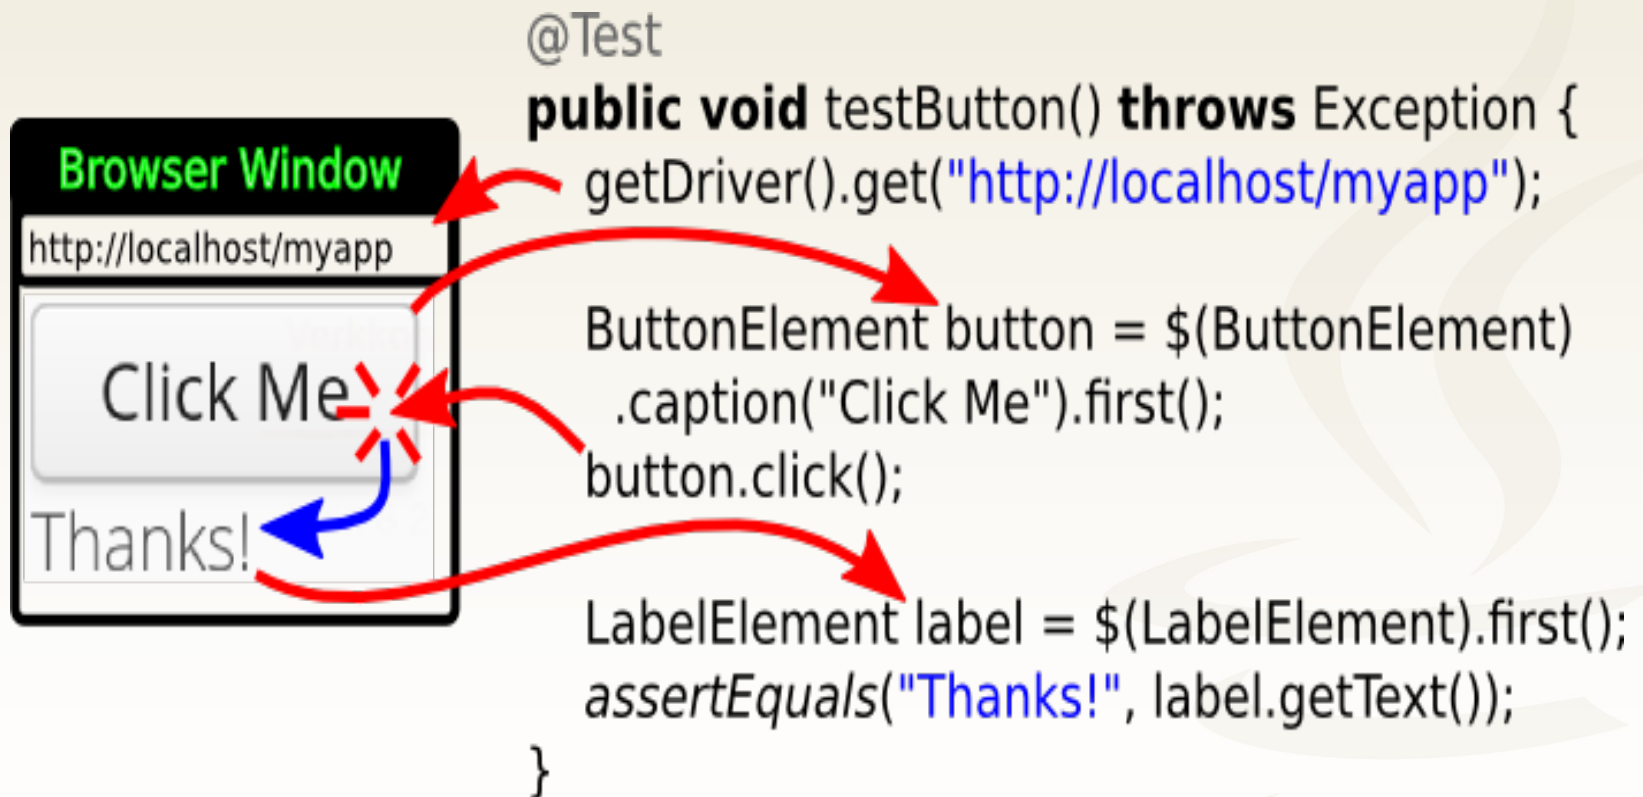 Browser Window
http://localhost/myapp
Click Me
Thanks!
@Test
public void testButton() throws Exception {
getDriver().get("http://localhost/myapp");
ButtonElement button = $(ButtonElement)
.caption("Click Me").first();
button.click();
LabelElement label = $(LabelElement).first();
assertEquals("Thanks!", label.getText());
}